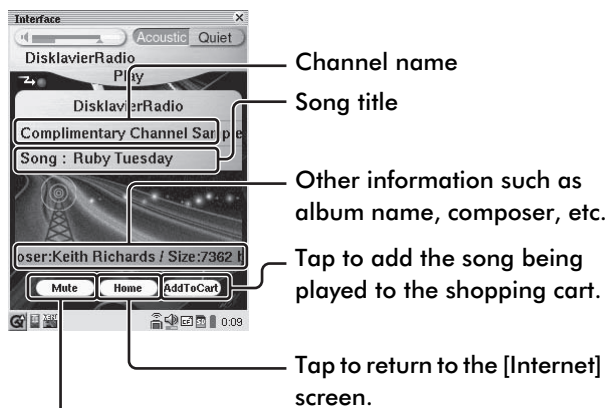 Interface ×
Acoustic Quiet
DisklavierRadio
Play
DisklavierRadio
Complimentary Channel Sample
Song : Ruby Tuesday
oser:Keith Richards / Size:7362
Mute Home AddToCart
0:09
Channel name
Song title
Other information such as
album name, composer, etc.
Tap to add the song being
played to the shopping cart.
Tap to return to the [Internet]
screen.